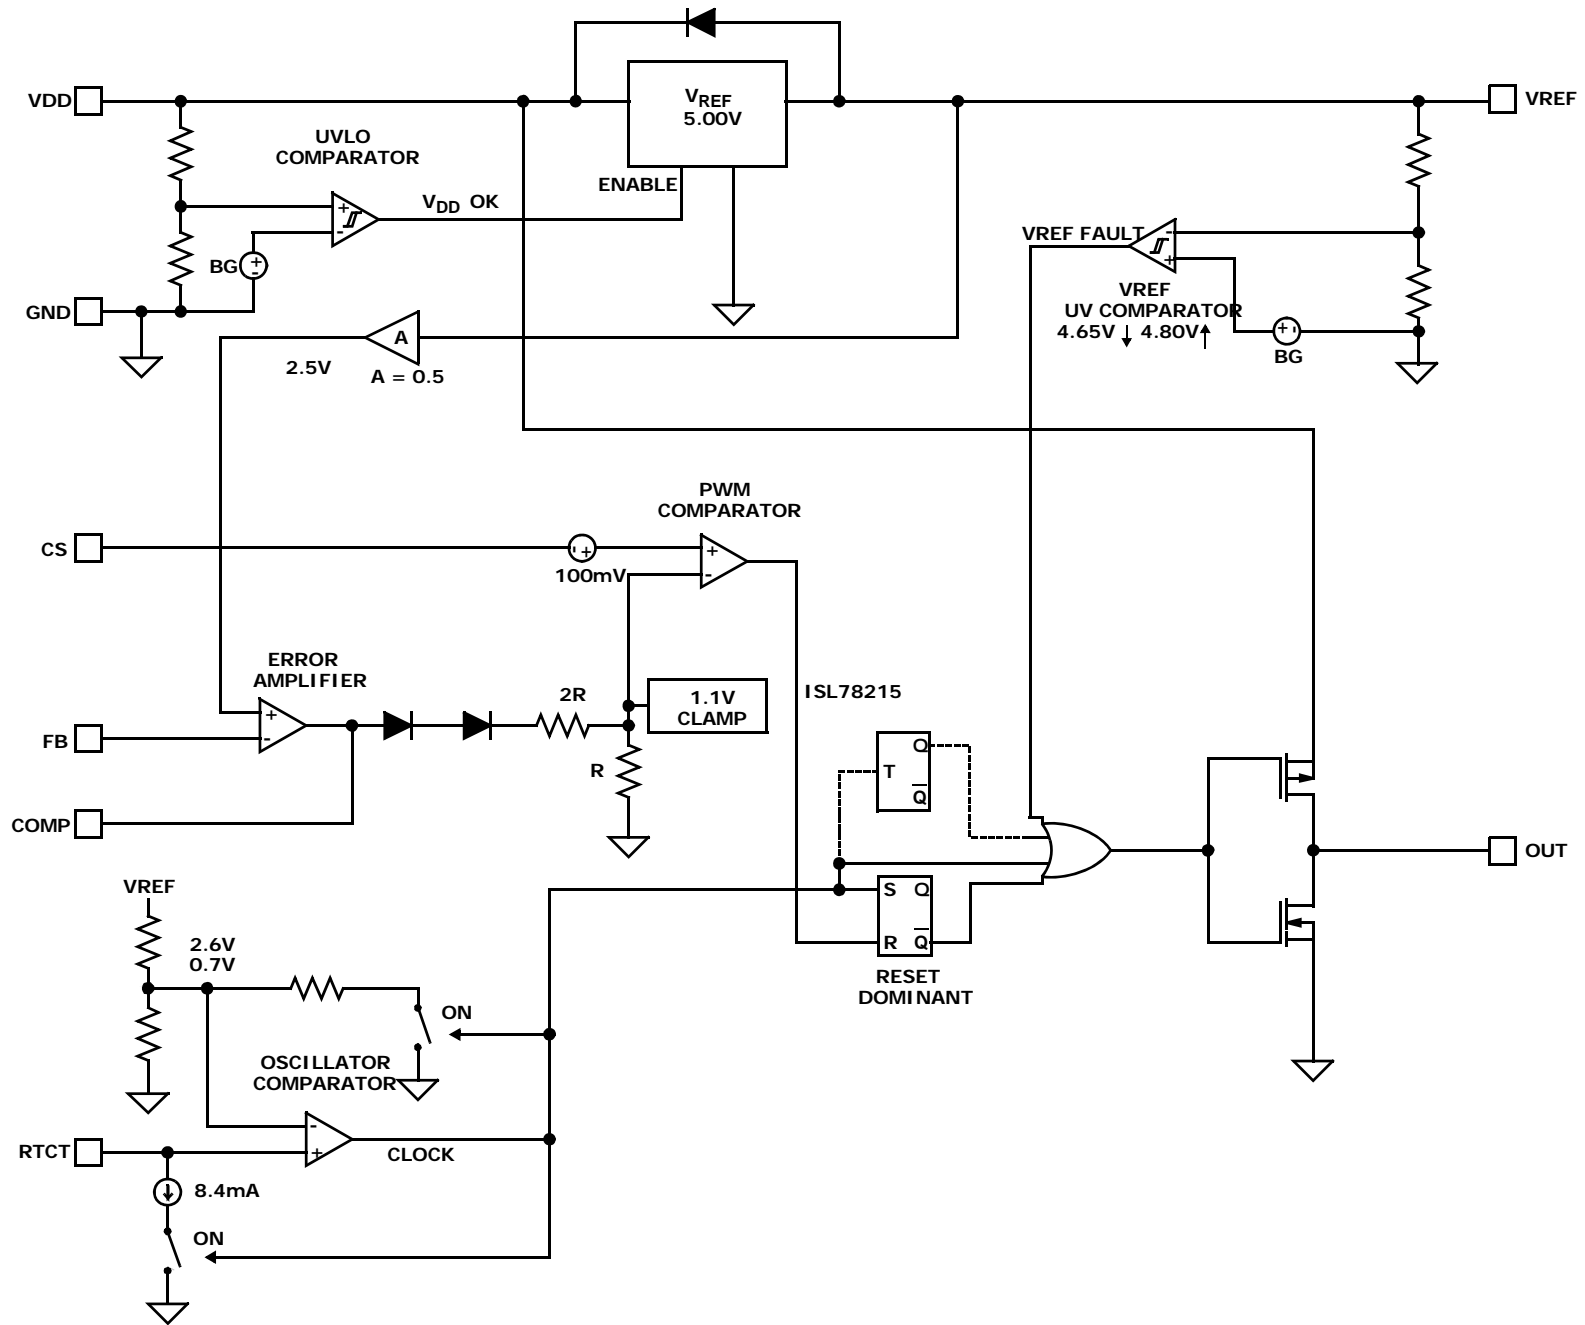 VDD
VREF
5.00V
VREF
UVLO
COMPARATOR
ENABLE
VDD OK
+
-
BG
+
-
GND
VREF FAULT
-
+
VREF
UV COMPARATOR
4.65V ↓ 4.80V ↑
+ -
BG
A
2.5V
A = 0.5
PWM
COMPARATOR
CS
- +
100mV
+
-
ERROR
AMPLIFIER
+
-
FB
2R
1.1V
CLAMP
ISL78215
R
COMP
T
Q
Q̅
OUT
VREF
2.6V
0.7V
S Q
R Q̅
RESET
DOMINANT
ON
OSCILLATOR
COMPARATOR
-
+
RTCT
CLOCK
8.4mA
ON